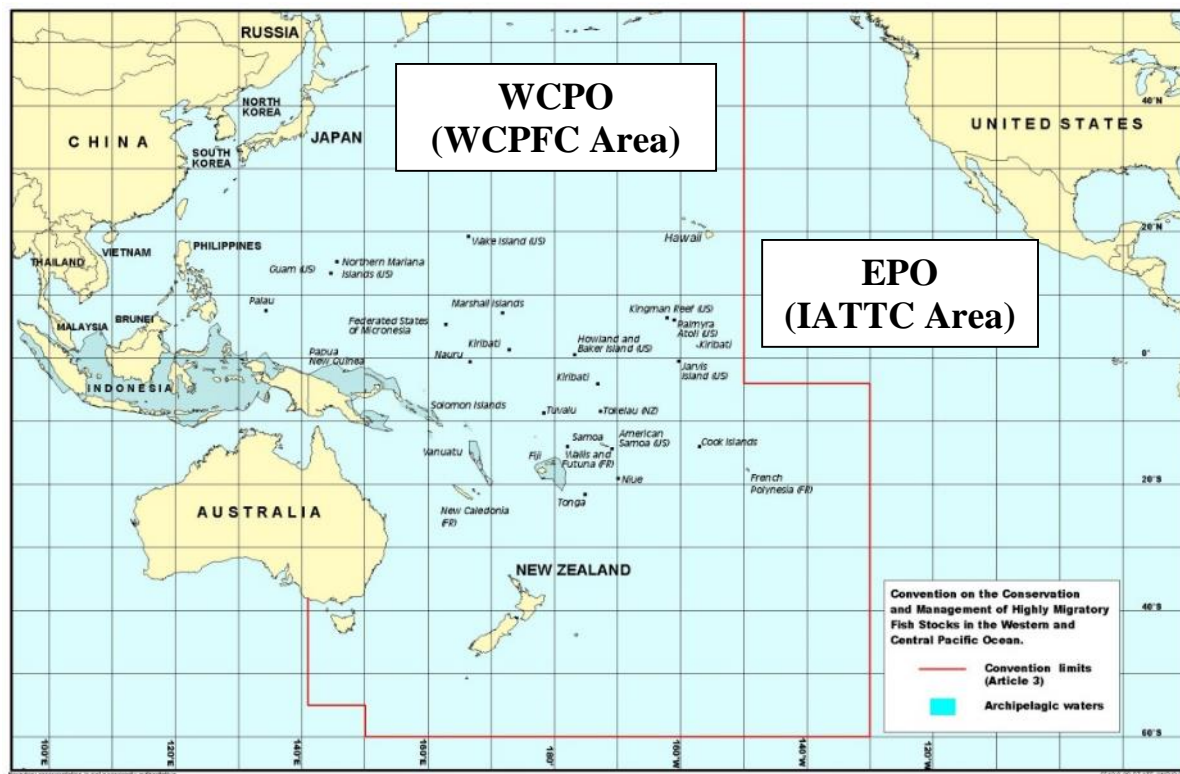 RUSSIA
WCPO
(WCPFC Area)
NORTH
KOREA
40°N
JAPAN
UNITED STATES
CHINA
SOUTH
KOREA
Hawaii
20°N
Wake Island (US)
PHILIPPINES
VIETNAM
THAILAND
Northern Mariana
Islands (US)
Guam (US)
EPO
(IATTC Area)
Palau
Marshall Islands
Kingman Reef (US)
Palmyra
Atoll (US)
BRUNEI
MALAYSIA
Federated States
of Micronesia
Kiribati
Howland and
Baker Island (US)
Kiribati
Papua
New Guinea
Nauru
0°
Jarvis
Island (US)
INDONESIA
Kiribati
Solomon Islands
Tuvalu
Tokelau (NZ)
Samoa
American
Samoa (US)
Cook Islands
Vanuatu
Fiji
Wallis and
Futuna (FR)
Niue
French
Polynesia (FR)
20°S
Tonga
AUSTRALIA
New Caledonia
(FR)
NEW ZEALAND
Convention on the Conservation
and Management of Highly Migratory
Fish Stocks in the Western and
Central Pacific Ocean.
40°S
Convention limits
(Article 3)
Archipelagic waters
60°S
100°E
120°E
140°E
160°E
180°
160°W
140°W
120°W